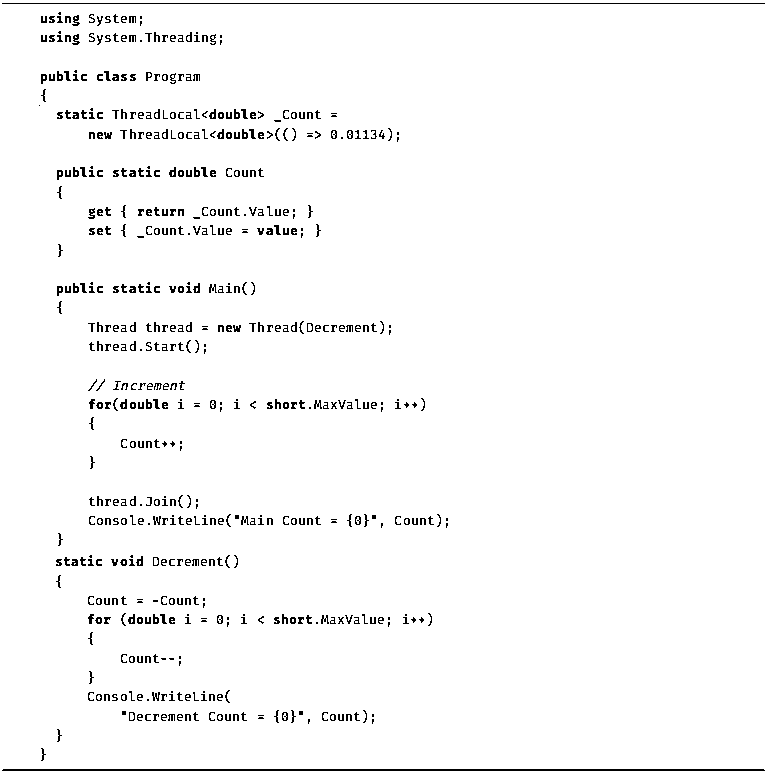 using System;
using System.Threading;
public class Program
{
static ThreadLocal<double> _Count =
new ThreadLocal<double>(() => 0.01134);
public static double Count
{
get { return _Count.Value; }
set { _Count.Value = value; }
}
public static void Main()
{
Thread thread = new Thread(Decrement);
thread.Start();
// Increment
for(double i = 0; i < short.MaxValue; i++)
{
Count++;
}
thread.Join();
Console.WriteLine("Main Count = {0}", Count);
}
static void Decrement()
{
Count = -Count;
for (double i = 0; i < short.MaxValue; i++)
{
Count--;
}
Console.WriteLine(
"Decrement Count = {0}", Count);
}
}